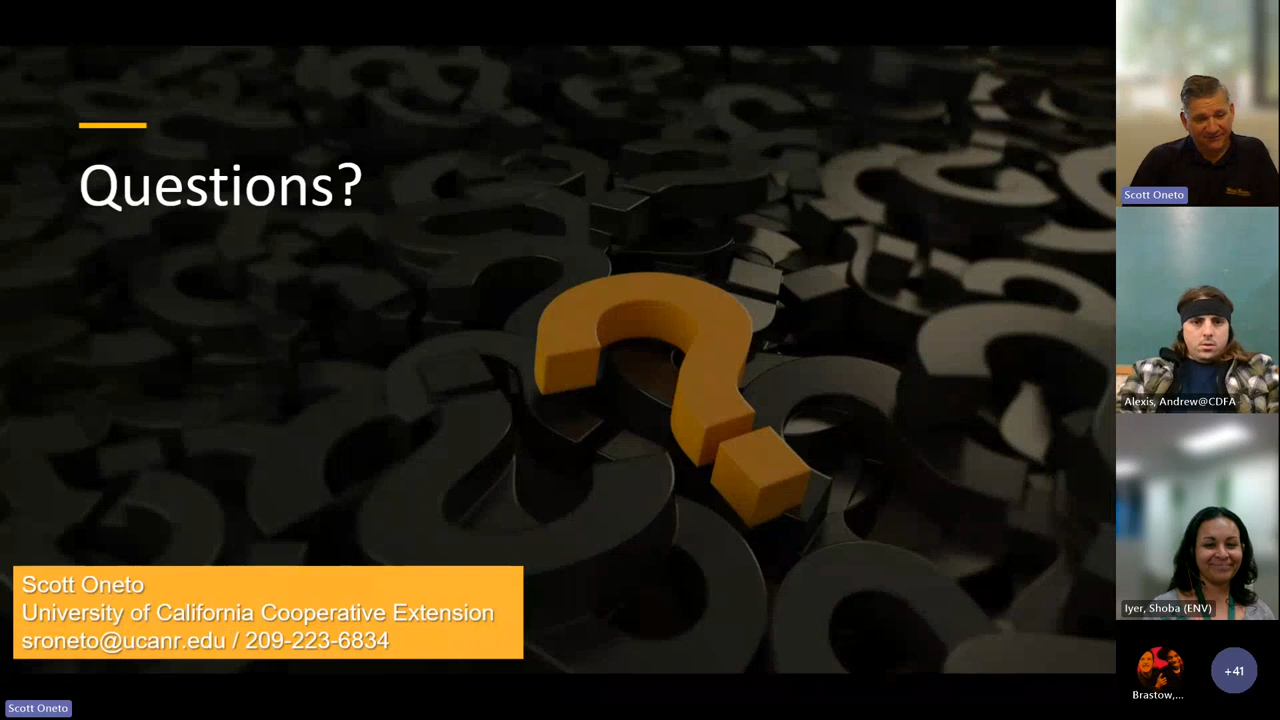 Questions?
Scott Oneto
University of California Cooperative Extension
sroneto@ucanr.edu / 209-223-6834
Scott Oneto
Scott Oneto
Alexis, Andrew@CDFA
Iyer, Shoba (ENV)
Brastow,...
+41